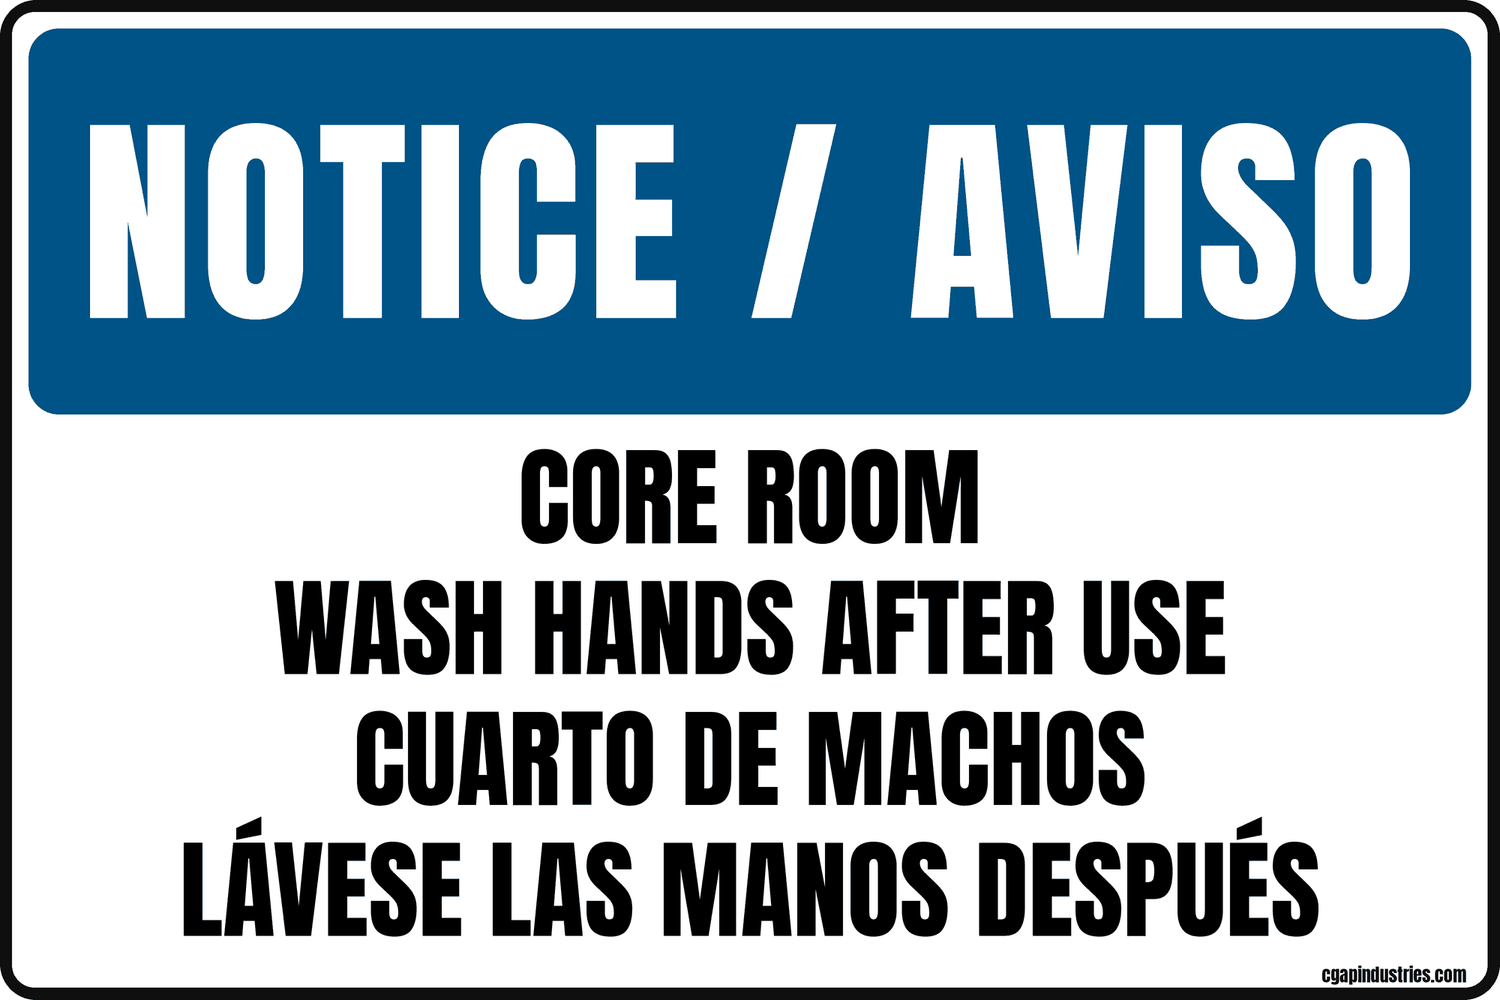 NOTICE / AVISO
CORE ROOM
WASH HANDS AFTER USE
CUARTO DE MACHOS
LÁVESE LAS MANOS DESPUÉS
cgapindustries.com